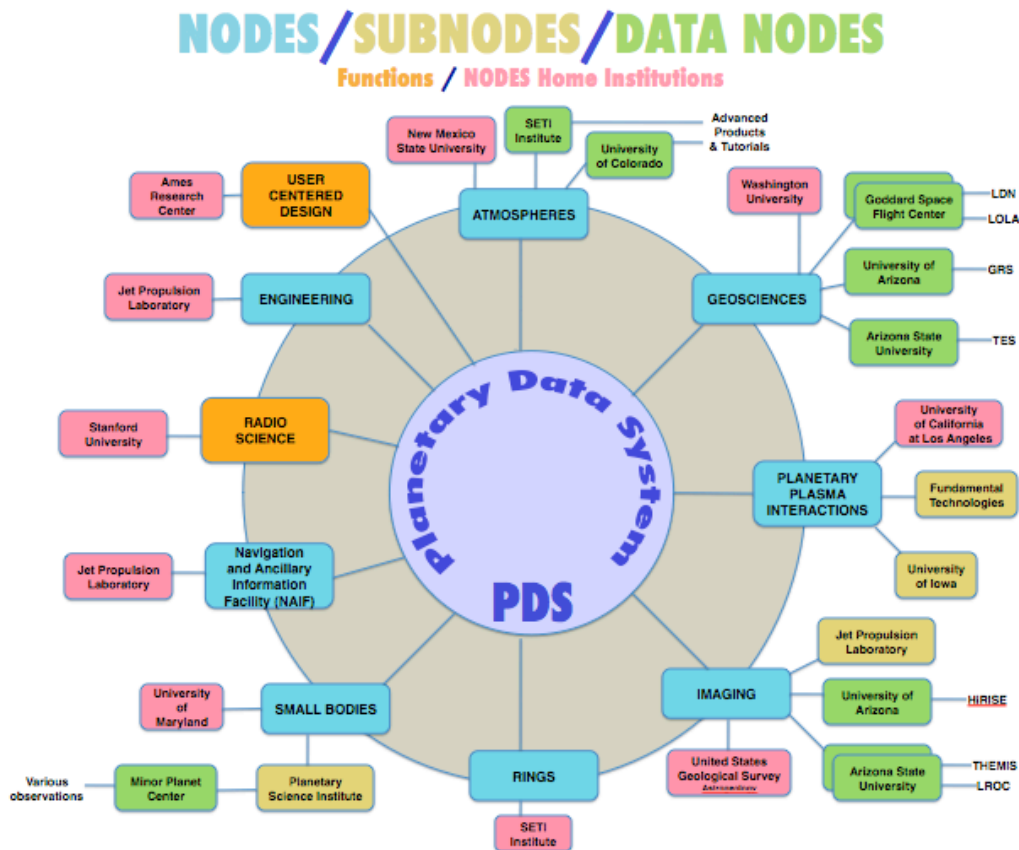 NODES/SUBNODES/DATA NODES
Functions / NODES Home Institutions
New Mexico
State University
SETI
Institute
University
of Colorado
Advanced
Products
& Tutorials
ATMOSPHERES
Ames
Research
Center
USER
CENTERED
DESIGN
Washington
University
Goddard Space
Flight Center
LDN
LOLA
University of
Arizona
GRS
Arizona State
University
TES
GEOSCIENCES
Jet Propulsion
Laboratory
ENGINEERING
Stanford
University
RADIO
SCIENCE
Planetary Data System
PDS
University
of California
at Los Angeles
PLANETARY
PLASMA
INTERACTIONS
Fundamental
Technologies
University
of Iowa
Jet Propulsion
Laboratory
Navigation
and Ancillary
Information
Facility (NAIF)
University
of
Maryland
SMALL BODIES
Various
observations
Minor Planet
Center
Planetary
Science Institute
RINGS
SETI
Institute
IMAGING
Jet Propulsion
Laboratory
University of
Arizona
HiRISE
United States
Geological Survey
Arizona State
University
THEMIS
LROC